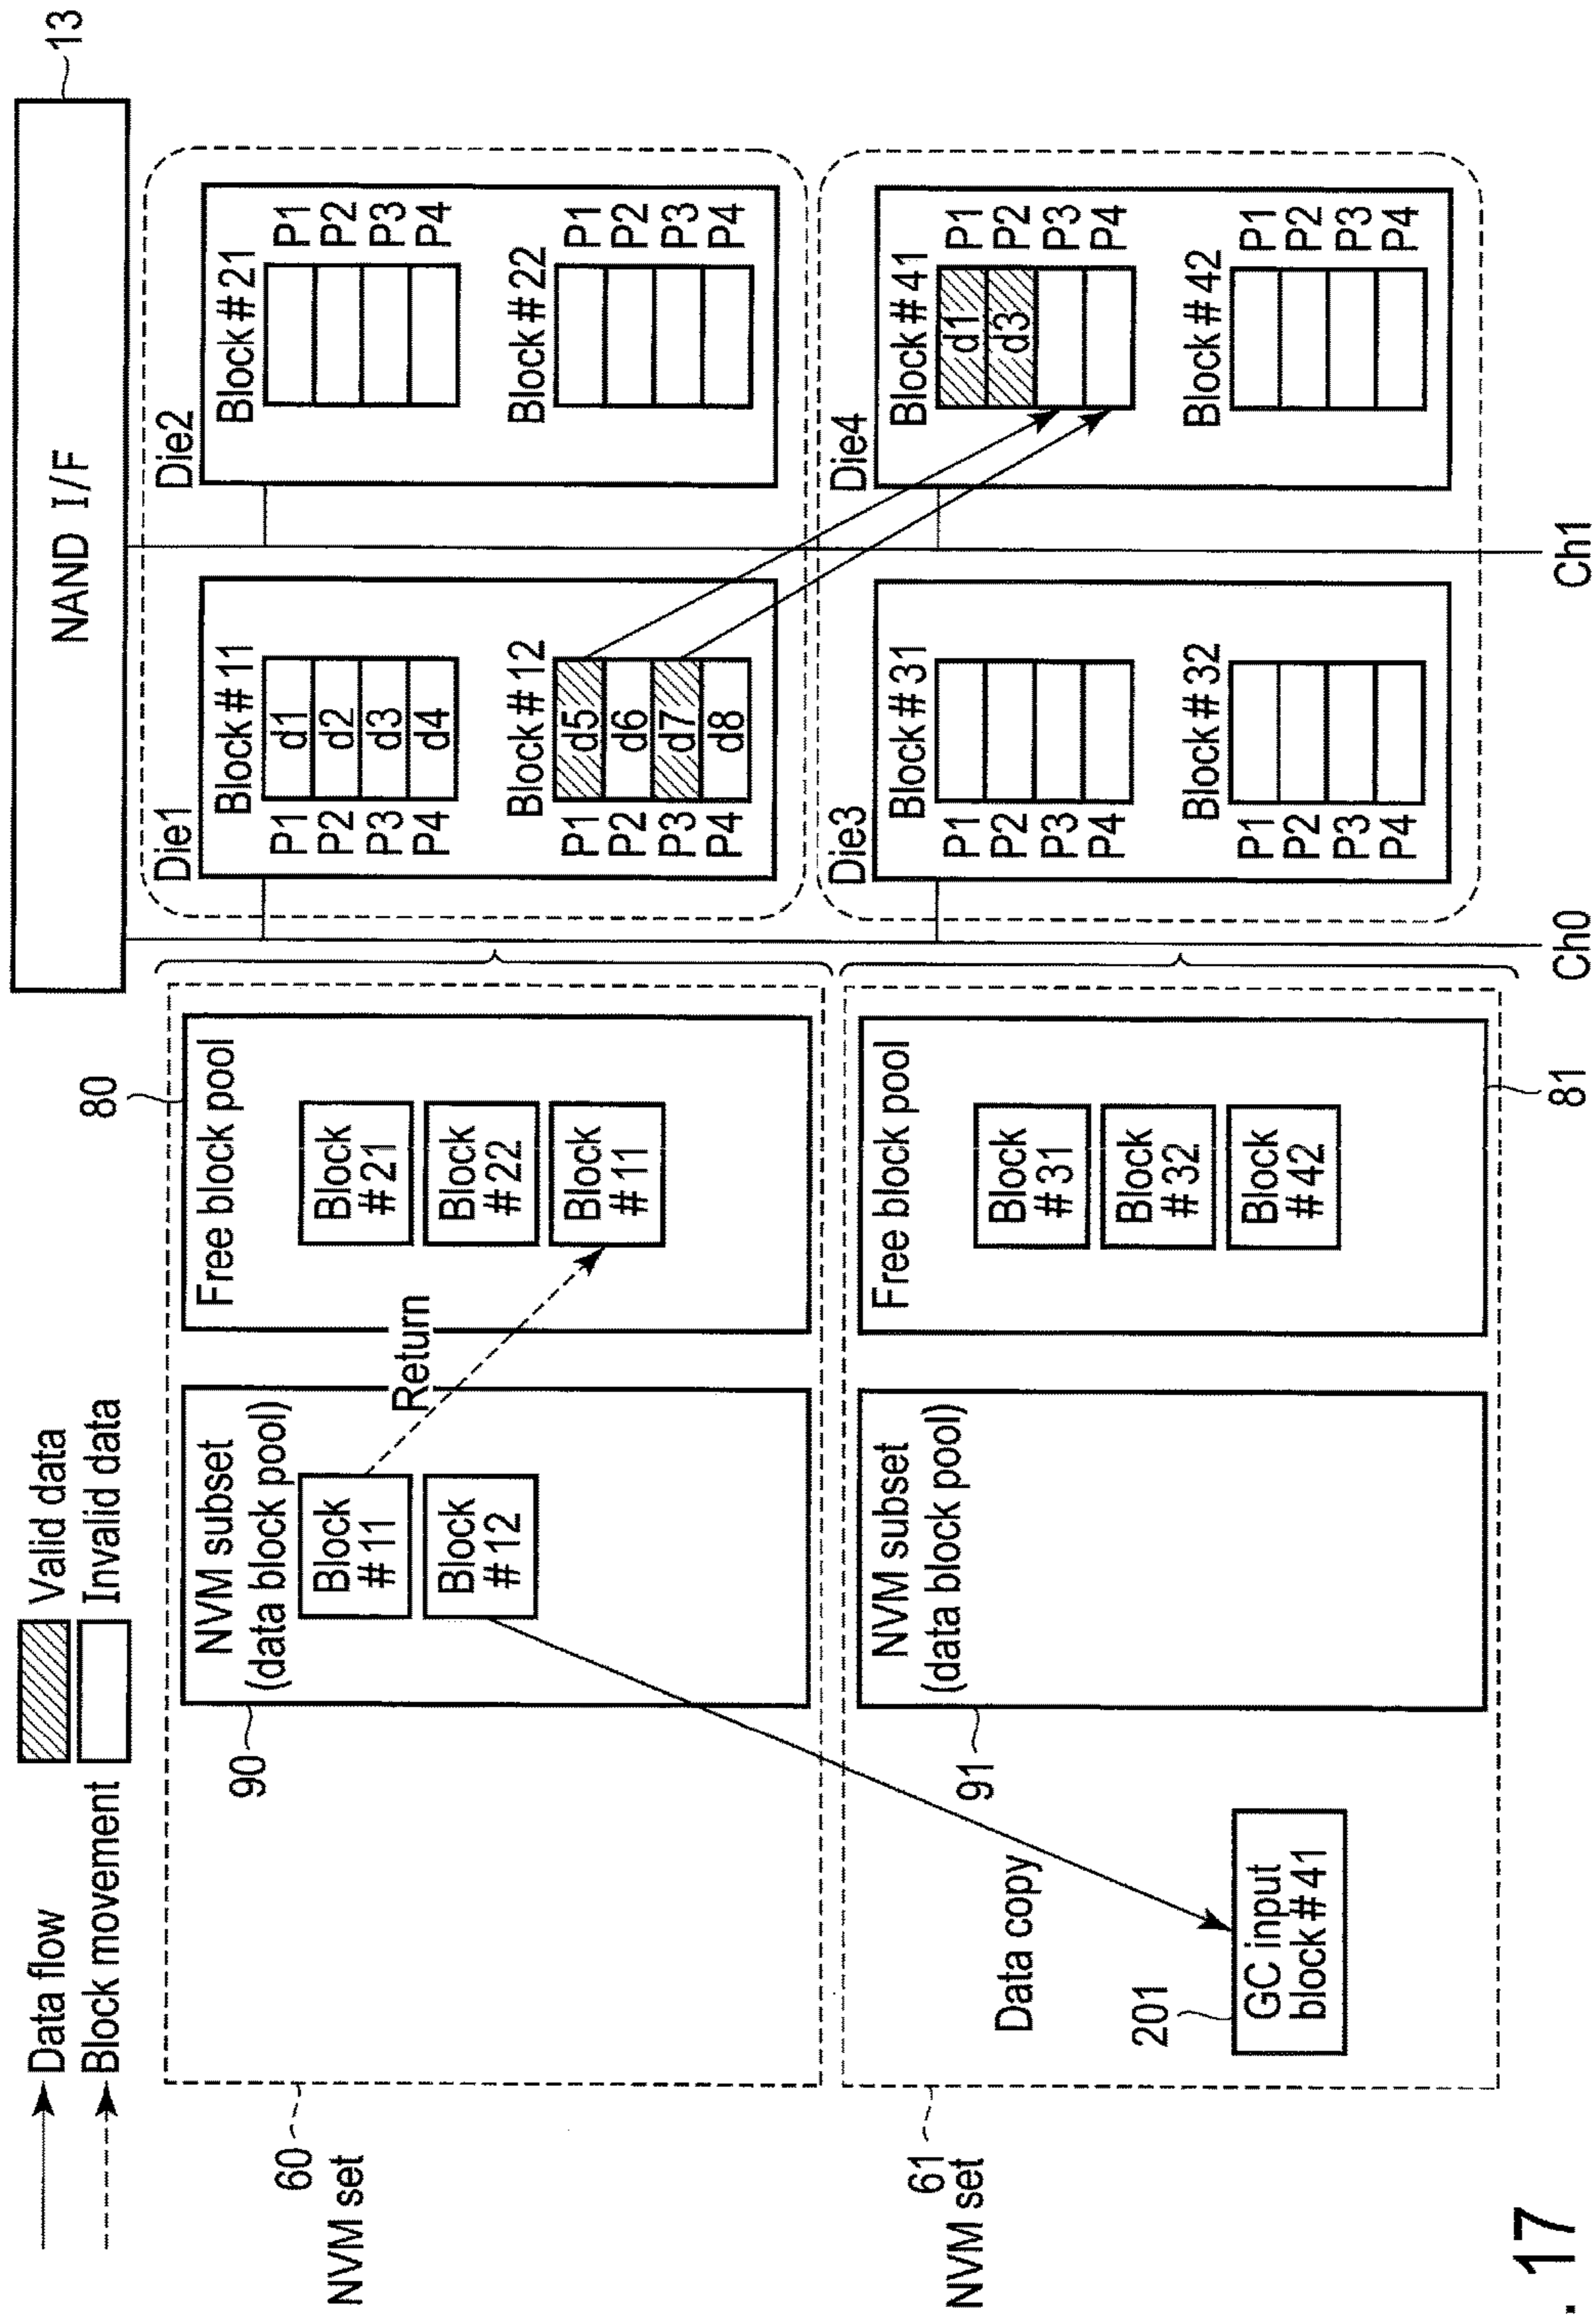 Data flow
Block movement
Valid data
Invalid data
NAND I/F
13
60
NVM set
90
NVM subset
(data block pool)
Block
#11
Block
#12
Return
80
Free block pool
Block
#21
Block
#22
Block
#11
Die1
Block#11
P1 d1
P2 d2
P3 d3
P4 d4
Block#12
P1 d5
P2 d6
P3 d7
P4 d8
Die2
Block#21
P1
P2
P3
P4
Block#22
P1
P2
P3
P4
61
NVM set
Data copy
201
GC input
block#41
91
NVM subset
(data block pool)
Free block pool
Block
#31
Block
#32
Block
#42
81
Die3
Block#31
P1
P2
P3
P4
Block#32
P1
P2
P3
P4
Die4
Block#41
d1 P1
d3 P2
P3
P4
Block#42
P1
P2
P3
P4
Ch0
Ch1
. 17